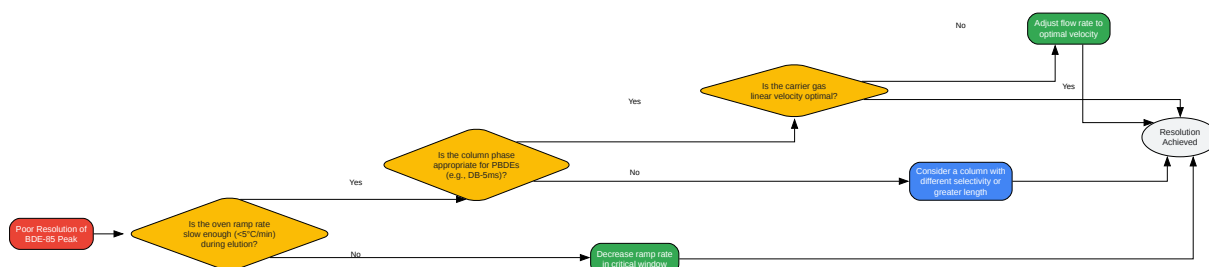 Poor Resolution of
BDE-85 Peak
Is the oven ramp rate
slow enough (<5°C/min)
during elution?
Yes
No
Is the column phase
appropriate for PBDEs
(e.g., DB-5ms)?
Yes
No
Decrease ramp rate
in critical window
Is the carrier gas
linear velocity optimal?
No
Yes
Consider a column with
different selectivity or
greater length
Adjust flow rate to
optimal velocity
Resolution
Achieved